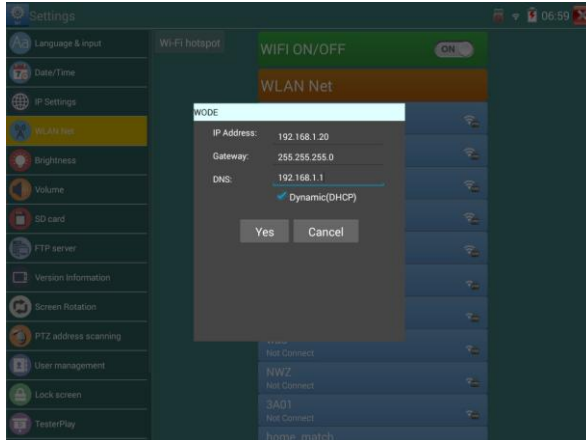 Settings
06:59
Aa Language & input
Date/Time
IP Settings
WLAN Net
Brightness
Volume
SD card
FTP server
Version Information
Screen Rotation
PTZ address scanning
User management
Lock screen
TesterPlay
Wi-Fi hotspot
WIFI ON/OFF
ON
WLAN Net
WODE
IP Address: 192.168.1.20
Gateway: 255.255.255.0
DNS: 192.168.1.1
Dynamic(DHCP)
Yes Cancel
Not Connect
NWZ
Not Connect
3A01
Not Connect
home_match